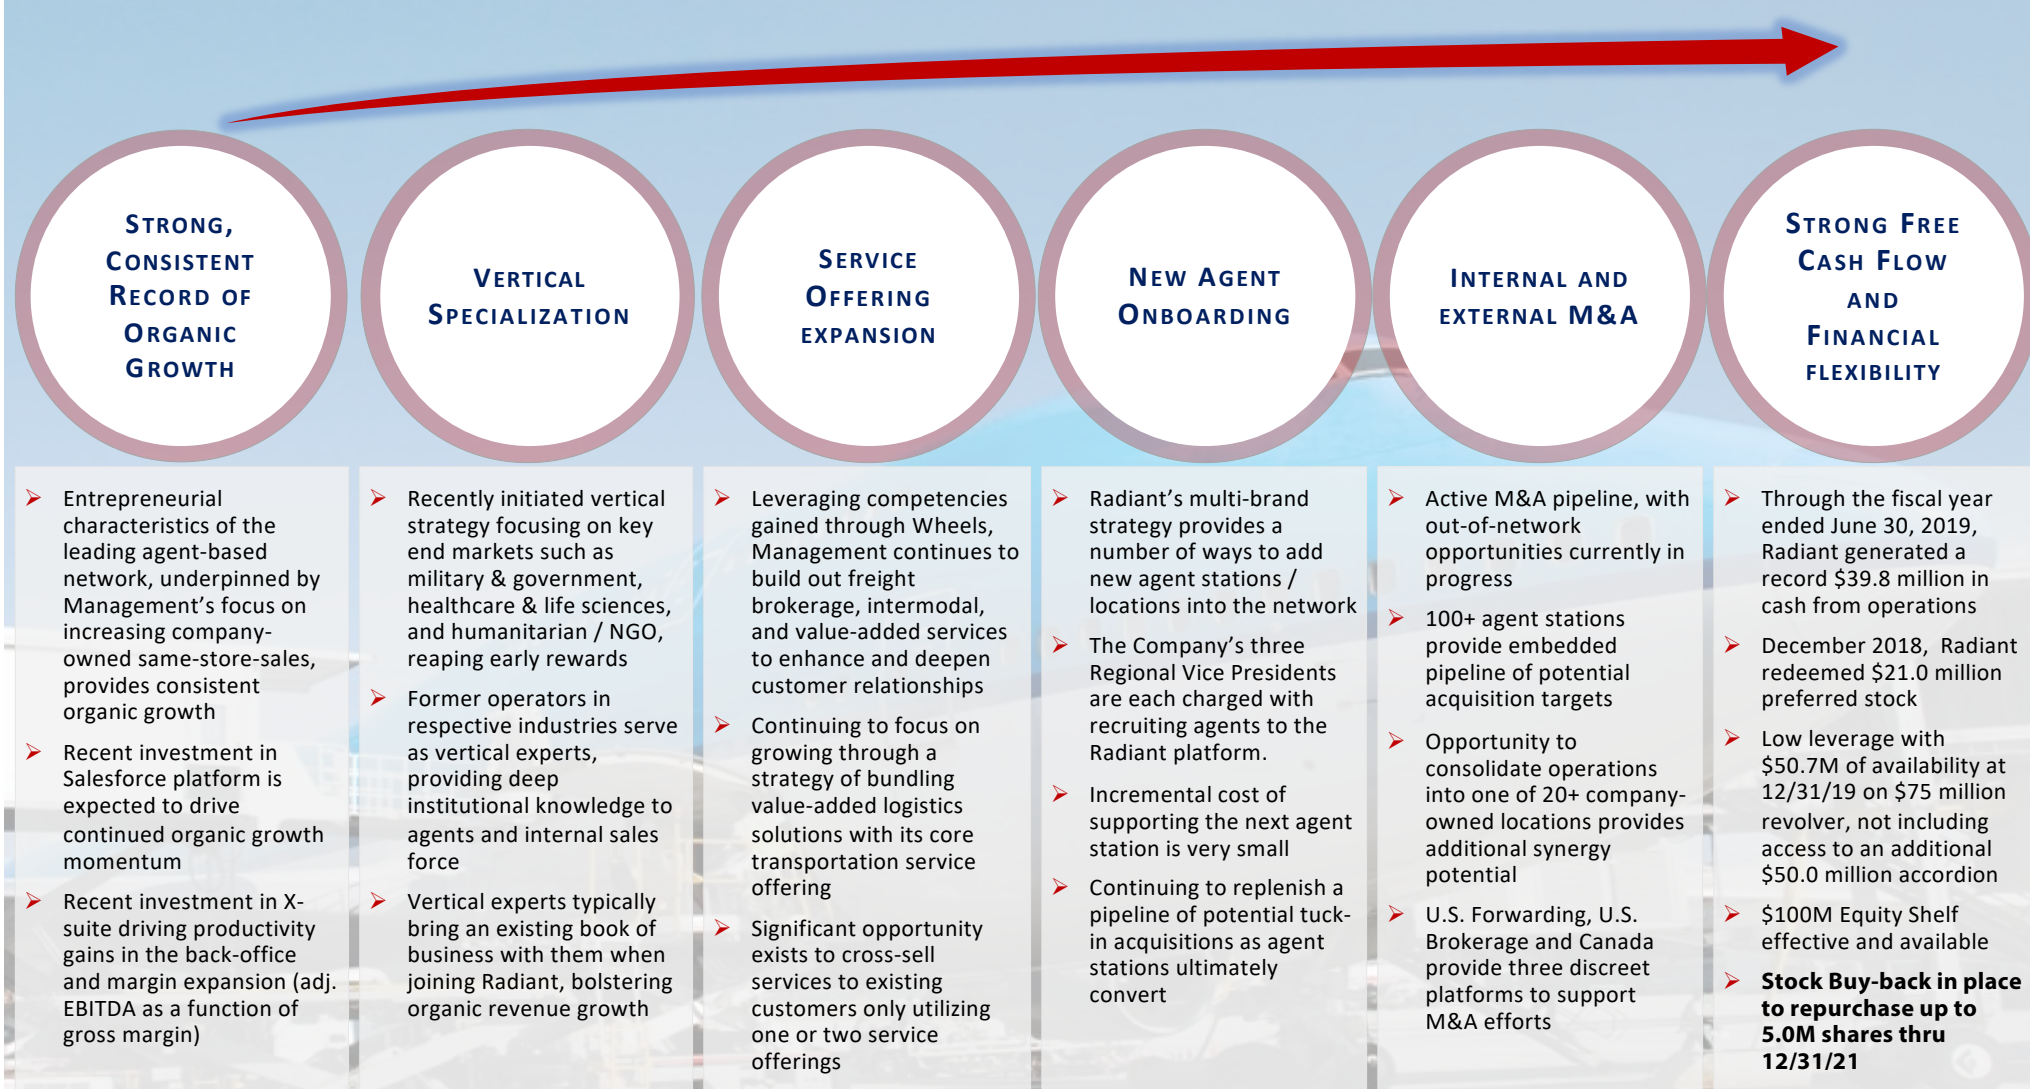 STRONG,
CONSISTENT
RECORD OF
ORGANIC
GROWTH
VERTICAL
SPECIALIZATION
SERVICE
OFFERING
EXPANSION
NEW AGENT
ONBOARDING
INTERNAL AND
EXTERNAL M&A
STRONG FREE
CASH FLOW
AND
FINANCIAL
FLEXIBILITY
➢ Entrepreneurial
characteristics of the
leading agent-based
network, underpinned by
Management’s focus on
increasing company-
owned same-store-sales,
provides consistent
organic growth
➢ Recent investment in
Salesforce platform is
expected to drive
continued organic growth
momentum
➢ Recent investment in X-
suite driving productivity
gains in the back-office
and margin expansion (adj.
EBITDA as a function of
gross margin)
➢ Recently initiated vertical
strategy focusing on key
end markets such as
military & government,
healthcare & life sciences,
and humanitarian / NGO,
reaping early rewards
➢ Former operators in
respective industries serve
as vertical experts,
providing deep
institutional knowledge to
agents and internal sales
force
➢ Vertical experts typically
bring an existing book of
business with them when
joining Radiant, bolstering
organic revenue growth
➢ Leveraging competencies
gained through Wheels,
Management continues to
build out freight
brokerage, intermodal,
and value-added services
to enhance and deepen
customer relationships
➢ Continuing to focus on
growing through a
strategy of bundling
value-added logistics
solutions with its core
transportation service
offering
➢ Significant opportunity
exists to cross-sell
services to existing
customers only utilizing
one or two service
offerings
➢ Radiant’s multi-brand
strategy provides a
number of ways to add
new agent stations /
locations into the network
➢ The Company’s three
Regional Vice Presidents
are each charged with
recruiting agents to the
Radiant platform.
➢ Incremental cost of
supporting the next agent
station is very small
➢ Continuing to replenish a
pipeline of potential tuck-
in acquisitions as agent
stations ultimately
convert
➢ Active M&A pipeline, with
out-of-network
opportunities currently in
progress
➢ 100+ agent stations
provide embedded
pipeline of potential
acquisition targets
➢ Opportunity to
consolidate operations
into one of 20+ company-
owned locations provides
additional synergy
potential
➢ U.S. Forwarding, U.S.
Brokerage and Canada
provide three discreet
platforms to support
M&A efforts
➢ Through the fiscal year
ended June 30, 2019,
Radiant generated a
record $39.8 million in
cash from operations
➢ December 2018, Radiant
redeemed $21.0 million
preferred stock
➢ Low leverage with
$50.7M of availability at
12/31/19 on $75 million
revolver, not including
access to an additional
$50.0 million accordion
➢ $100M Equity Shelf
effective and available
➢ Stock Buy-back in place
to repurchase up to
5.0M shares thru
12/31/21